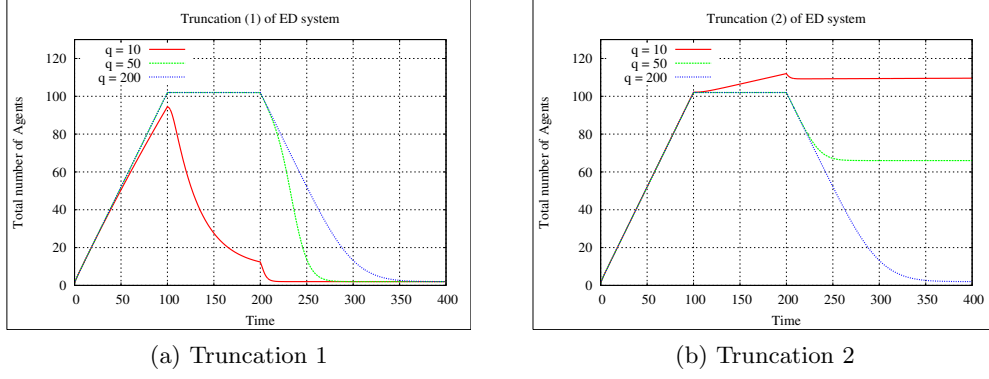 Truncation (1) of ED system
Total number of Agents
120
100
80
60
40
20
0
q = 10
q = 50
q = 200
0 50 100 150 200 250 300 350 400
Time
(a) Truncation 1
Truncation (2) of ED system
Total number of Agents
120
100
80
60
40
20
0
q = 10
q = 50
q = 200
0 50 100 150 200 250 300 350 400
Time
(b) Truncation 2